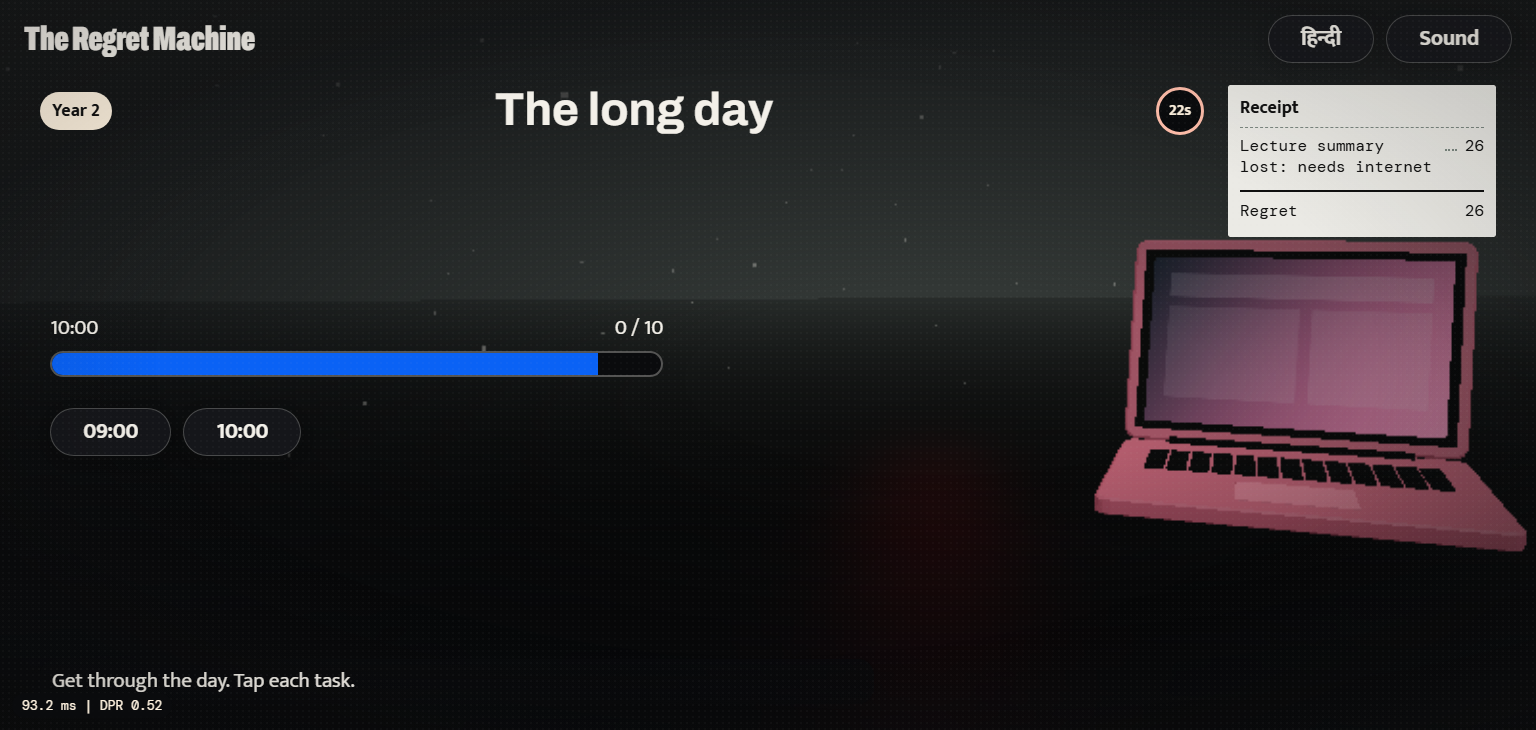 The Regret Machine
हिन्दी
Sound
Year 2
The long day
22s
Receipt
Lecture summary .... 26
lost: needs internet
Regret 26
10:00 0 / 10
09:00 10:00
Get through the day. Tap each task.
93.2 ms | DPR 0.52